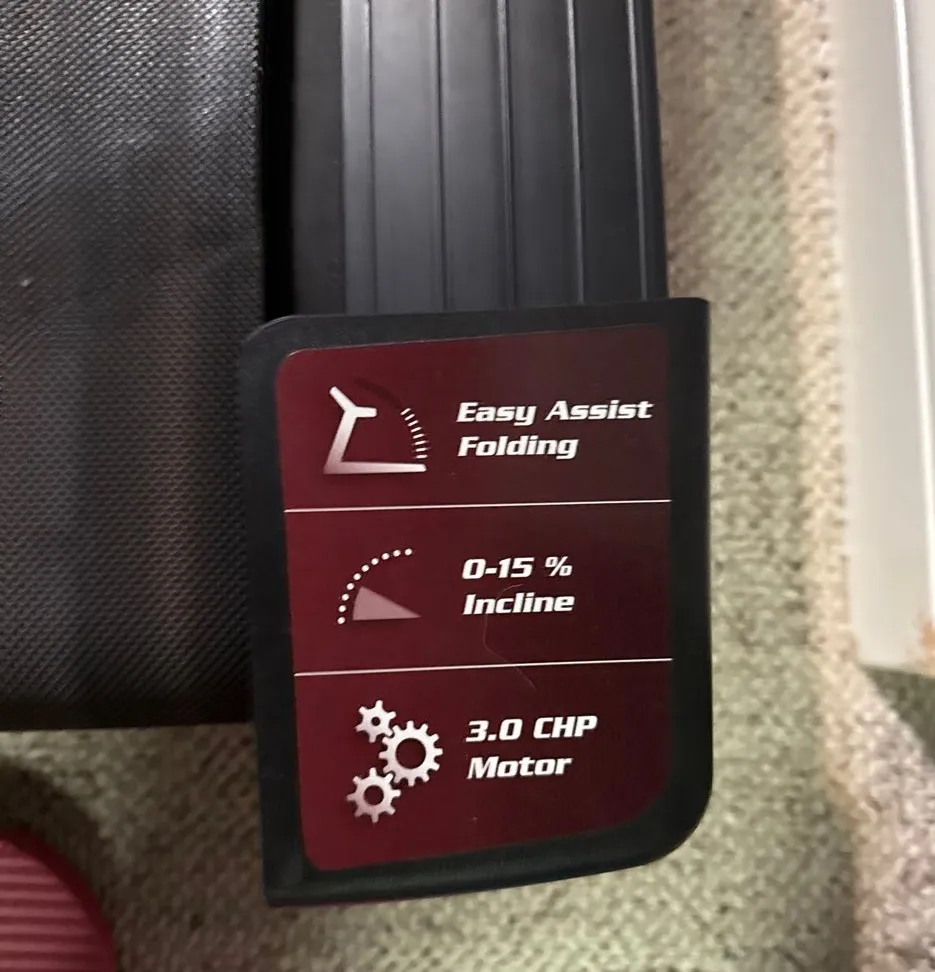 Easy Assist
Folding
0-15 %
Incline
3.0 CHP
Motor